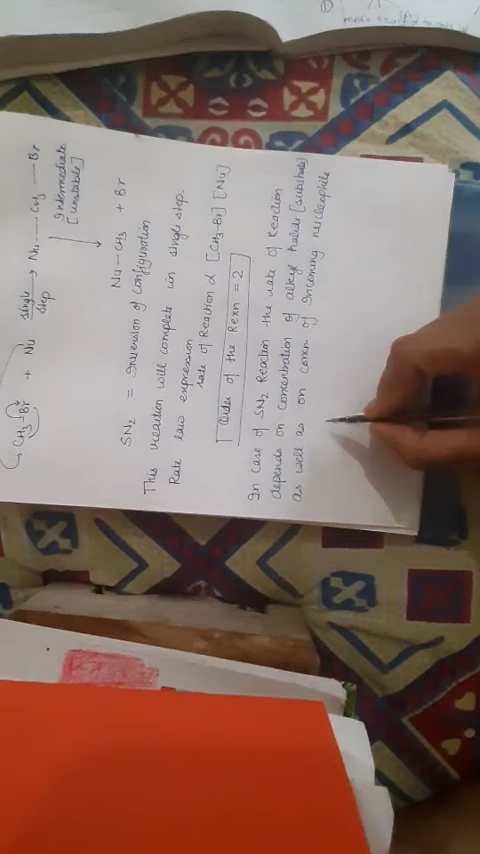 CH3-Br + Nu single step → Nu---CH3---Br
Intermediate
[unstable]
Nu-CH3 + Br
SN2 = Inversion of configuration
This reaction will complete in single step.
Rate law expression
rate of Reaction α [CH3-Br] [Nu]
Order of the Rexn = 2
In case of SN2 Reaction the rate of Reaction
depends on concentration of alkyl halide [substrate]
as well as on concn of Incoming nucleophile